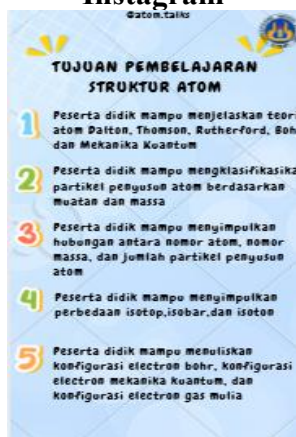 Instagram
@atom.talks
TUJUAN PEMBELAJARAN
STRUKTUR ATOM
1 Peserta didik mampu menjelaskan teori
atom Dalton, Thomson, Rutherford, Boh
dan Mekanika Kuantum
2 Peserta didik mampu mengklasifikasika
partikel penyusun atom berdasarkan
muatan dan massa
3 Peserta didik mampu menyimpulkan
hubungan antara nomor atom, nomor
massa, dan jumlah partikel penyusun
atom
4 Peserta didik mampu menyimpulkan
perbedaan isotop,isobar,dan isoton
5 Peserta didik mampu menuliskan
konfigurasi electron bohr, konfigurasi
electron mekanika kuantum, dan
konfigurasi electron gas mulia